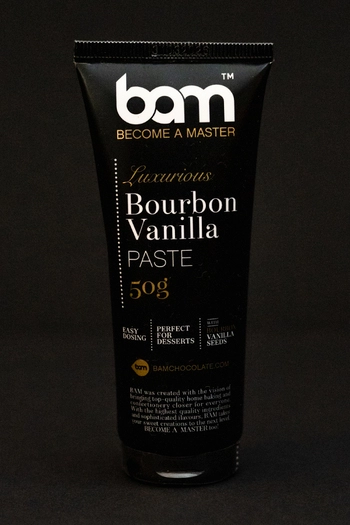 bam™
BECOME A MASTER
Luxurious
Bourbon
Vanilla
PASTE
50g
EASY
DOSING
PERFECT
FOR
DESSERTS
WITH
VANILLA
SEEDS
bam BAMCHOCOLATE.COM
BAM was created with the vision of
bringing top-quality home baking and
confectionery closer for everyone.
With the highest quality ingredients
and sophisticated flavours, BAM takes
your sweet creations to the next level.
BECOME A MASTER too!